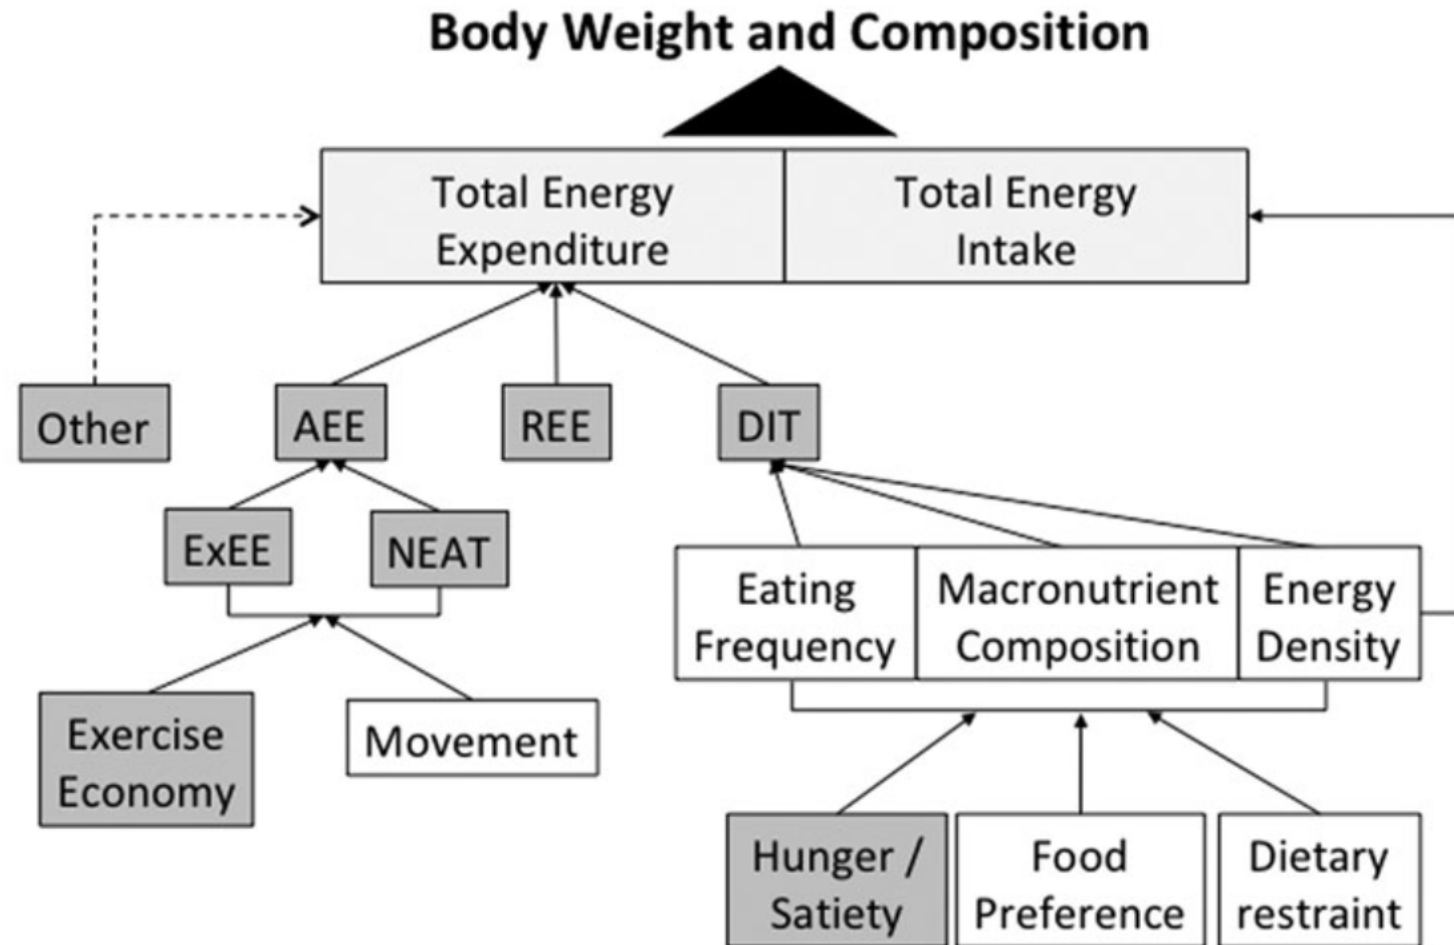 Body Weight and Composition
Total Energy
Expenditure
Total Energy
Intake
Other
AEE
REE
DIT
ExEE
NEAT
Eating
Frequency
Macronutrient
Composition
Energy
Density
Exercise
Economy
Movement
Hunger /
Satiety
Food
Preference
Dietary
restraint